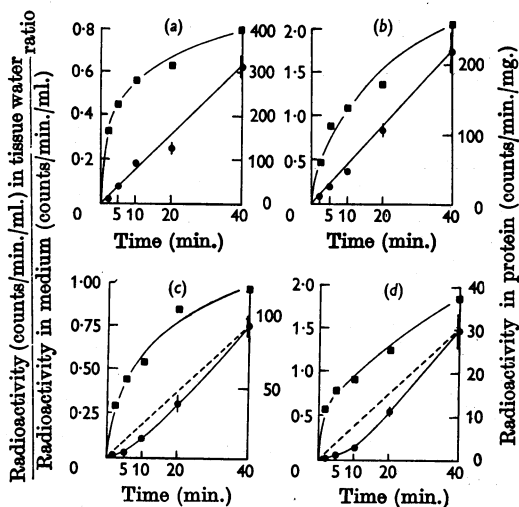 Radioactivity (counts/min./ml.) in tissue water
Radioactivity in medium (counts/min./ml.)
ratio
(a)
0·8
0·6
0·4
0·2
0
400
300
200
100
0
5 10 20 40
Time (min.)
(b)
2·0
1·5
1·0
0·5
0
200
100
0
5 10 20 40
Time (min.)
(c)
1·00
0·75
0·50
0·25
0
100
50
5 10 20 40
Time (min.)
(d)
2·0
1·5
1·0
0·5
0
40
30
20
10
0
5 10 20 40
Time (min.)
Radioactivity in protein (counts/min./mg.)